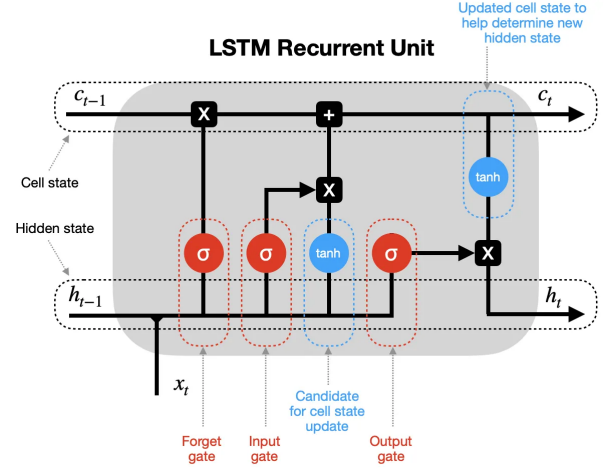 Updated cell state to
help determine new
hidden state
LSTM Recurrent Unit
c_{t-1}
c_t
X
+
Cell state
X
tanh
Hidden state
σ
σ
tanh
σ
X
h_{t-1}
h_t
x_t
Candidate
for cell state
update
Forget
gate
Input
gate
Output
gate